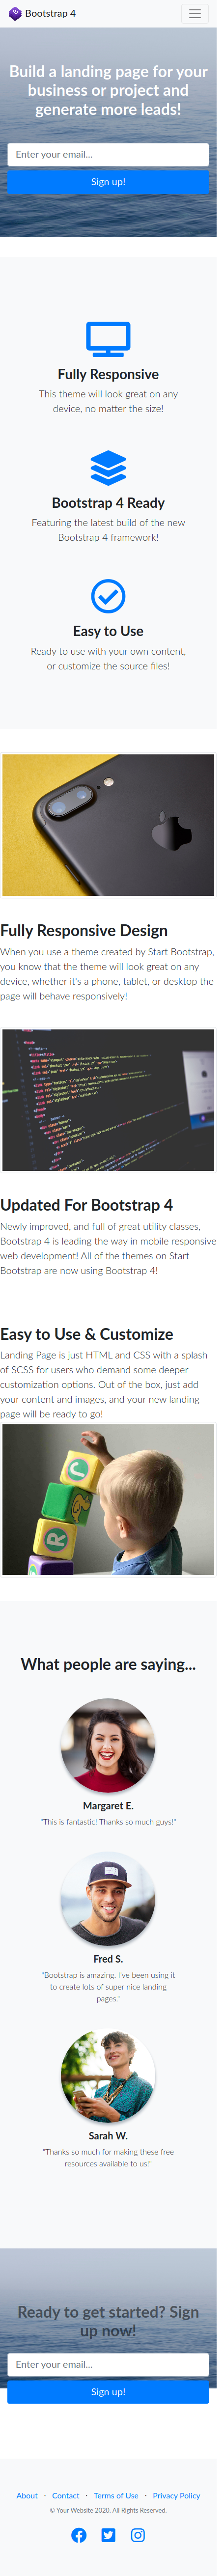 Bootstrap 4
Build a landing page for your
business or project and
generate more leads!
Enter your email...
Sign up!
Fully Responsive
This theme will look great on any
device, no matter the size!
Bootstrap 4 Ready
Featuring the latest build of the new
Bootstrap 4 framework!
Easy to Use
Ready to use with your own content,
or customize the source files!
Fully Responsive Design
When you use a theme created by Start Bootstrap,
you know that the theme will look great on any
device, whether it's a phone, tablet, or desktop the
page will behave responsively!
Updated For Bootstrap 4
Newly improved, and full of great utility classes,
Bootstrap 4 is leading the way in mobile responsive
web development! All of the themes on Start
Bootstrap are now using Bootstrap 4!
Easy to Use & Customize
Landing Page is just HTML and CSS with a splash
of SCSS for users who demand some deeper
customization options. Out of the box, just add
your content and images, and your new landing
page will be ready to go!
What people are saying...
Margaret E.
"This is fantastic! Thanks so much guys!"
Fred S.
"Bootstrap is amazing. I've been using it
to create lots of super nice landing
pages."
Sarah W.
"Thanks so much for making these free
resources available to us!"
Ready to get started? Sign
up now!
Enter your email...
Sign up!
About · Contact · Terms of Use · Privacy Policy
© Your Website 2020. All Rights Reserved.